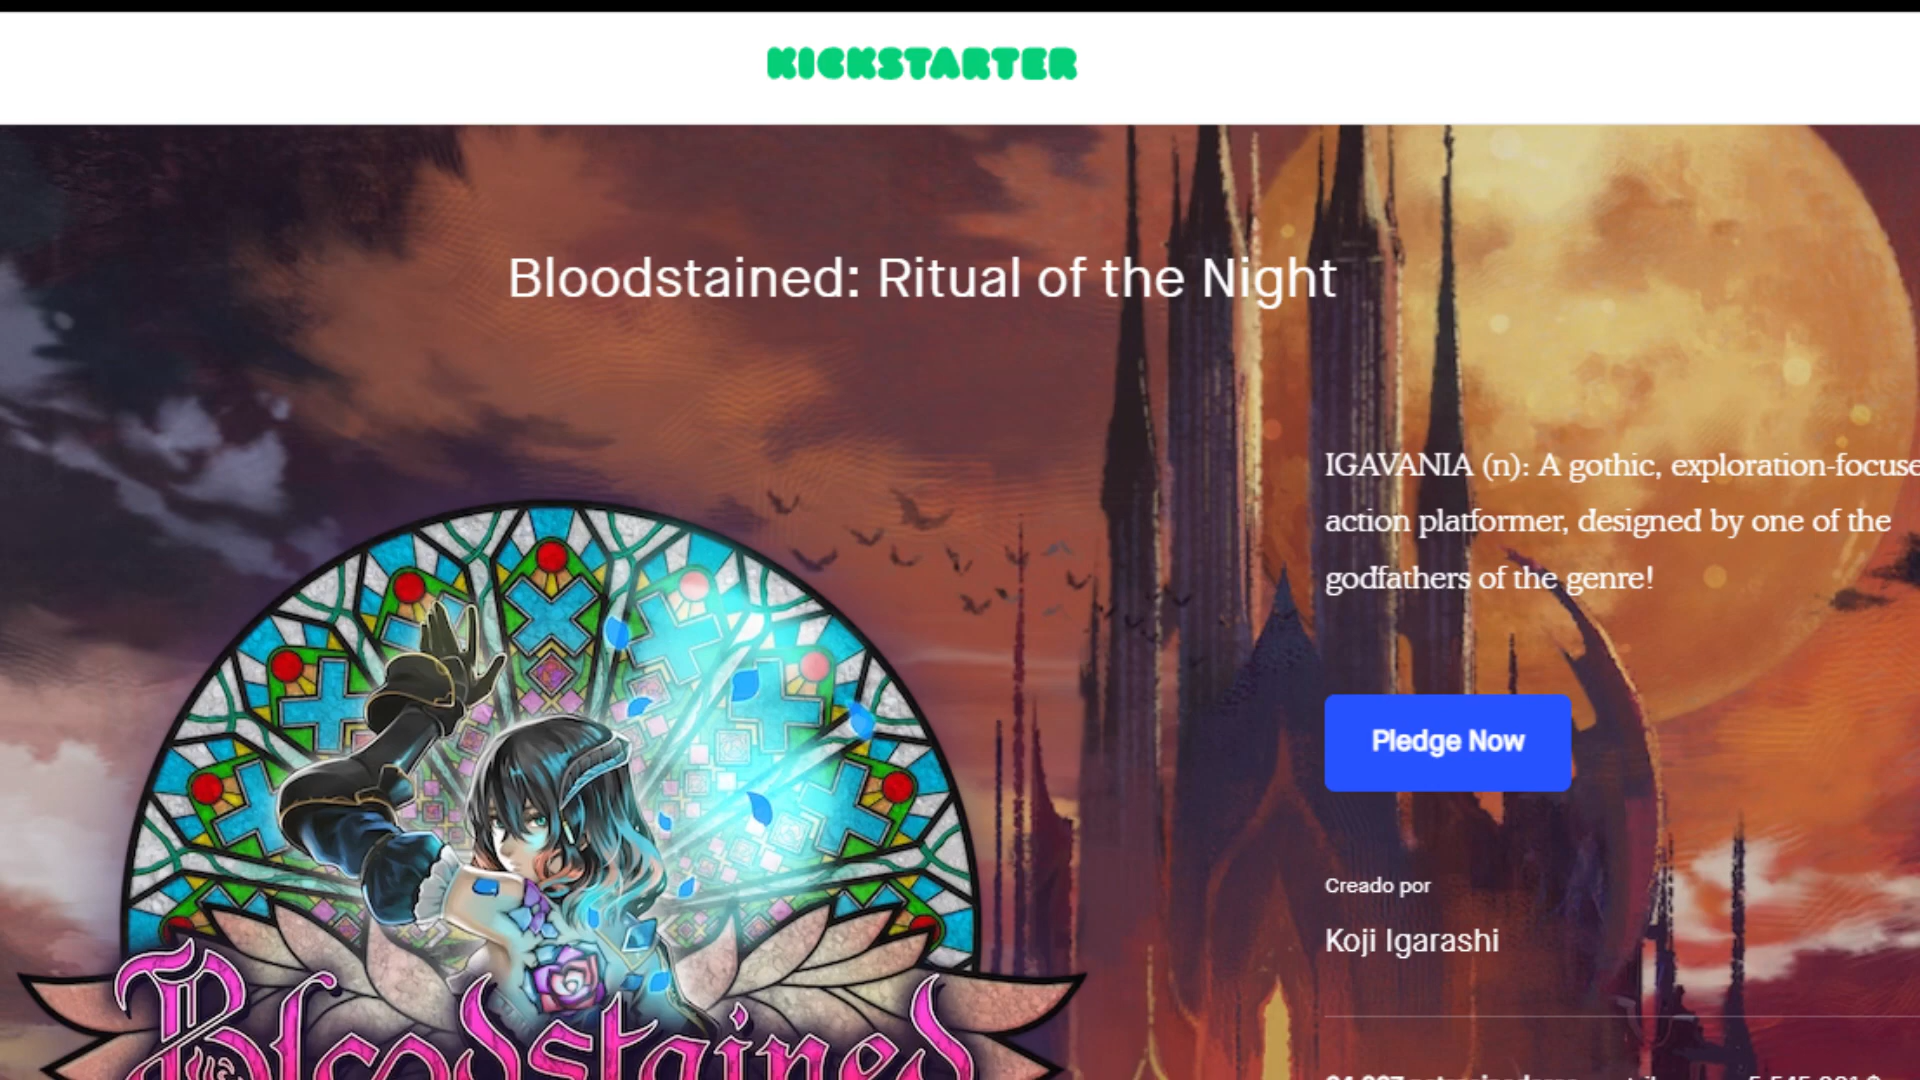 KICKSTARTER
Bloodstained: Ritual of the Night
IGAVANIA (n): A gothic, exploration-focuse
action platformer, designed by one of the
godfathers of the genre!
Pledge Now
Creado por
Koji Igarashi
Bloodstained